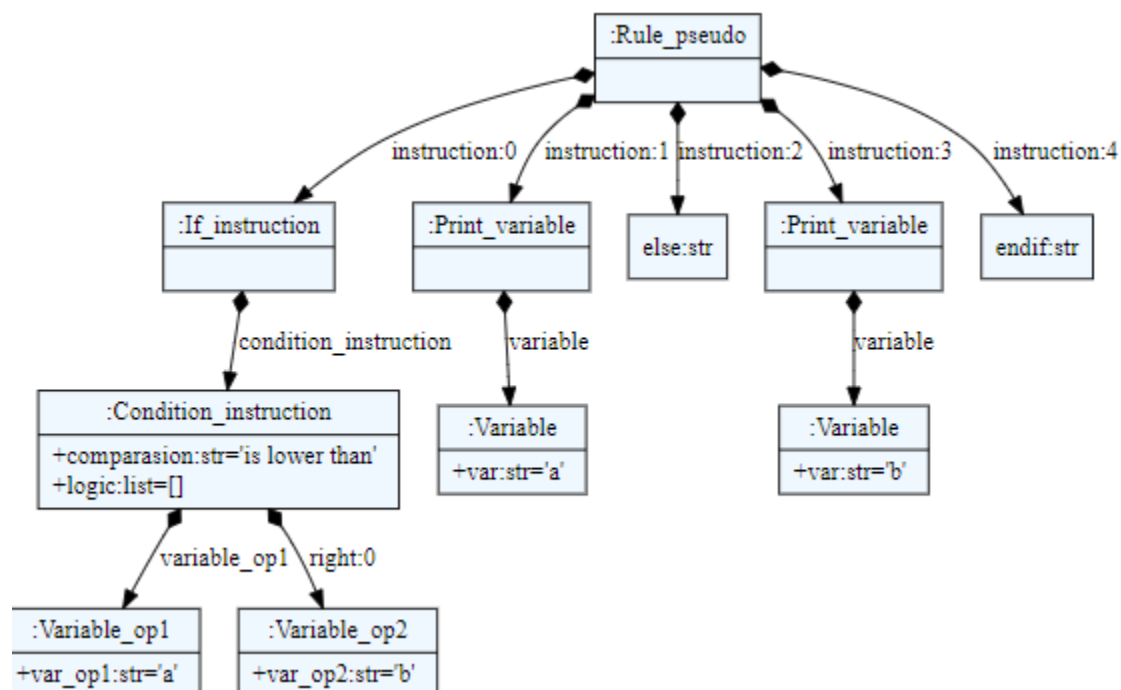 :Rule_pseudo
instruction:0
instruction:1
instruction:2
instruction:3
instruction:4
:If_instruction
:Print_variable
else:str
:Print_variable
endif:str
condition_instruction
variable
variable
:Condition_instruction
+comparasion:str='is lower than'
+logic:list=[]
:Variable
+var:str='a'
:Variable
+var:str='b'
variable_op1
right:0
:Variable_op1
+var_op1:str='a'
:Variable_op2
+var_op2:str='b'